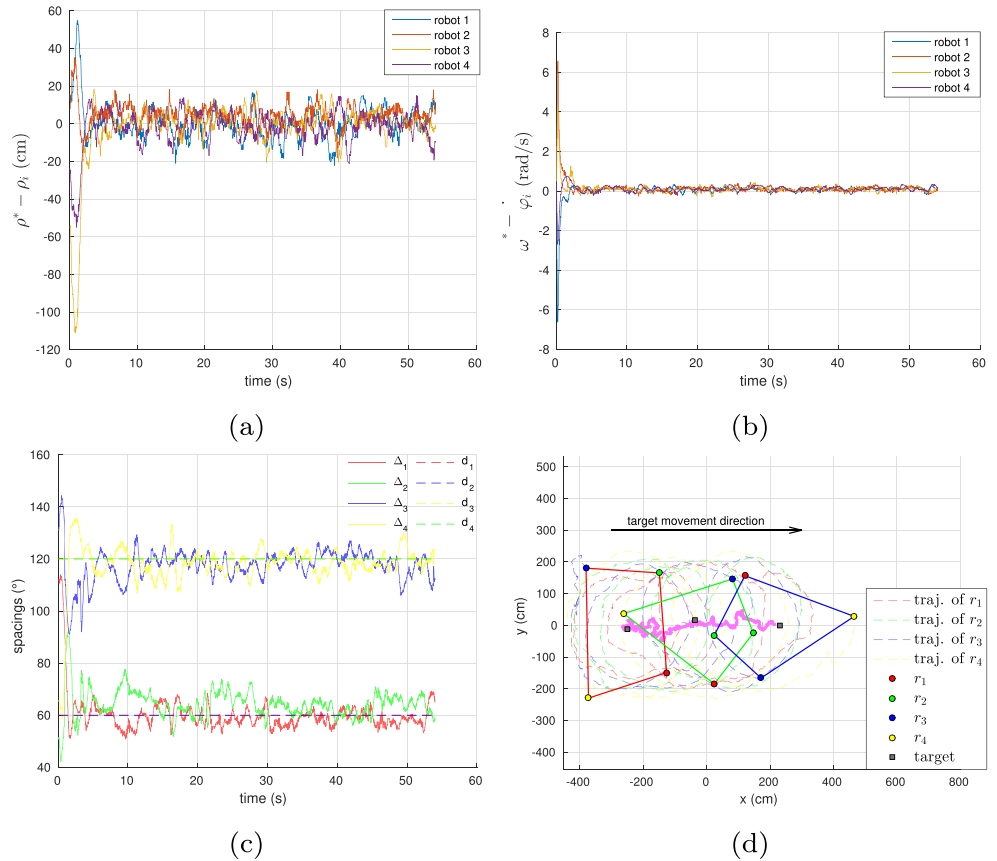 60
40
20
0
-20
-40
-60
-80
-100
-120
0 10 20 30 40 50 60
time (s)
ρ* − ρᵢ (cm)
robot 1
robot 2
robot 3
robot 4
(a)
8
6
4
2
0
-2
-4
-6
-8
0 10 20 30 40 50 60
time (s)
ω* − φ̇ᵢ (rad/s)
robot 1
robot 2
robot 3
robot 4
(b)
160
140
120
100
80
60
40
0 10 20 30 40 50 60
time (s)
spacings (°)
Δ₁ d₁
Δ₂ d₂
Δ₃ d₃
Δ₄ d₄
(c)
500
400
300
200
100
0
-100
-200
-300
-400
-400 -200 0 200 400 600 800
x (cm)
y (cm)
target movement direction
traj. of r₁
traj. of r₂
traj. of r₃
traj. of r₄
r₁
r₂
r₃
r₄
target
(d)